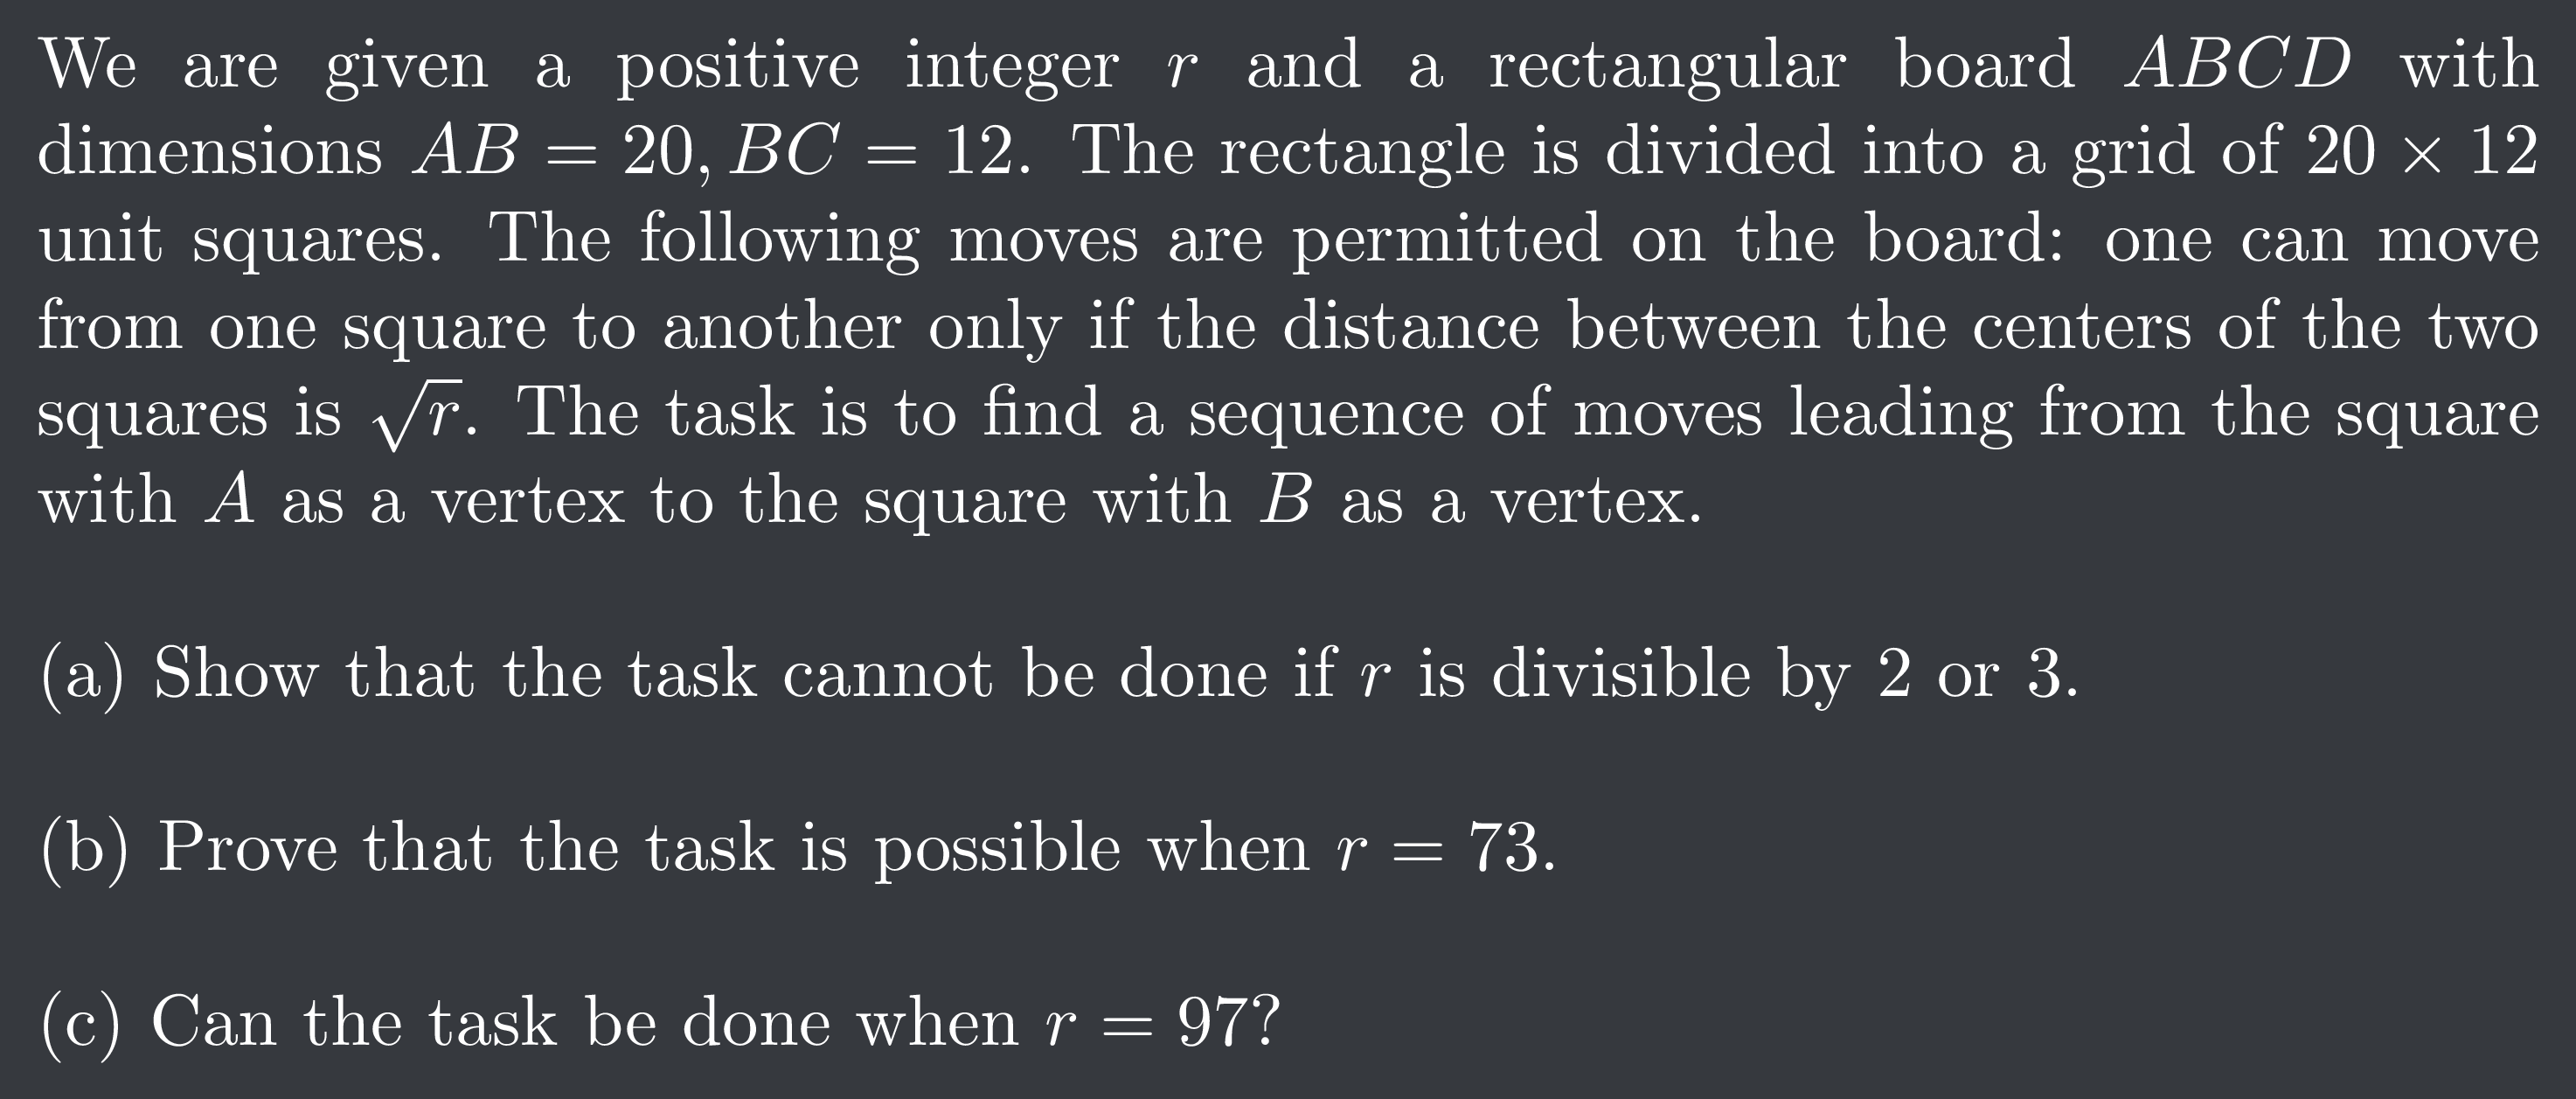 We are given a positive integer r and a rectangular board ABCD with
dimensions AB = 20, BC = 12. The rectangle is divided into a grid of 20 × 12
unit squares. The following moves are permitted on the board: one can move
from one square to another only if the distance between the centers of the two
squares is √r. The task is to find a sequence of moves leading from the square
with A as a vertex to the square with B as a vertex.
(a) Show that the task cannot be done if r is divisible by 2 or 3.
(b) Prove that the task is possible when r = 73.
(c) Can the task be done when r = 97?